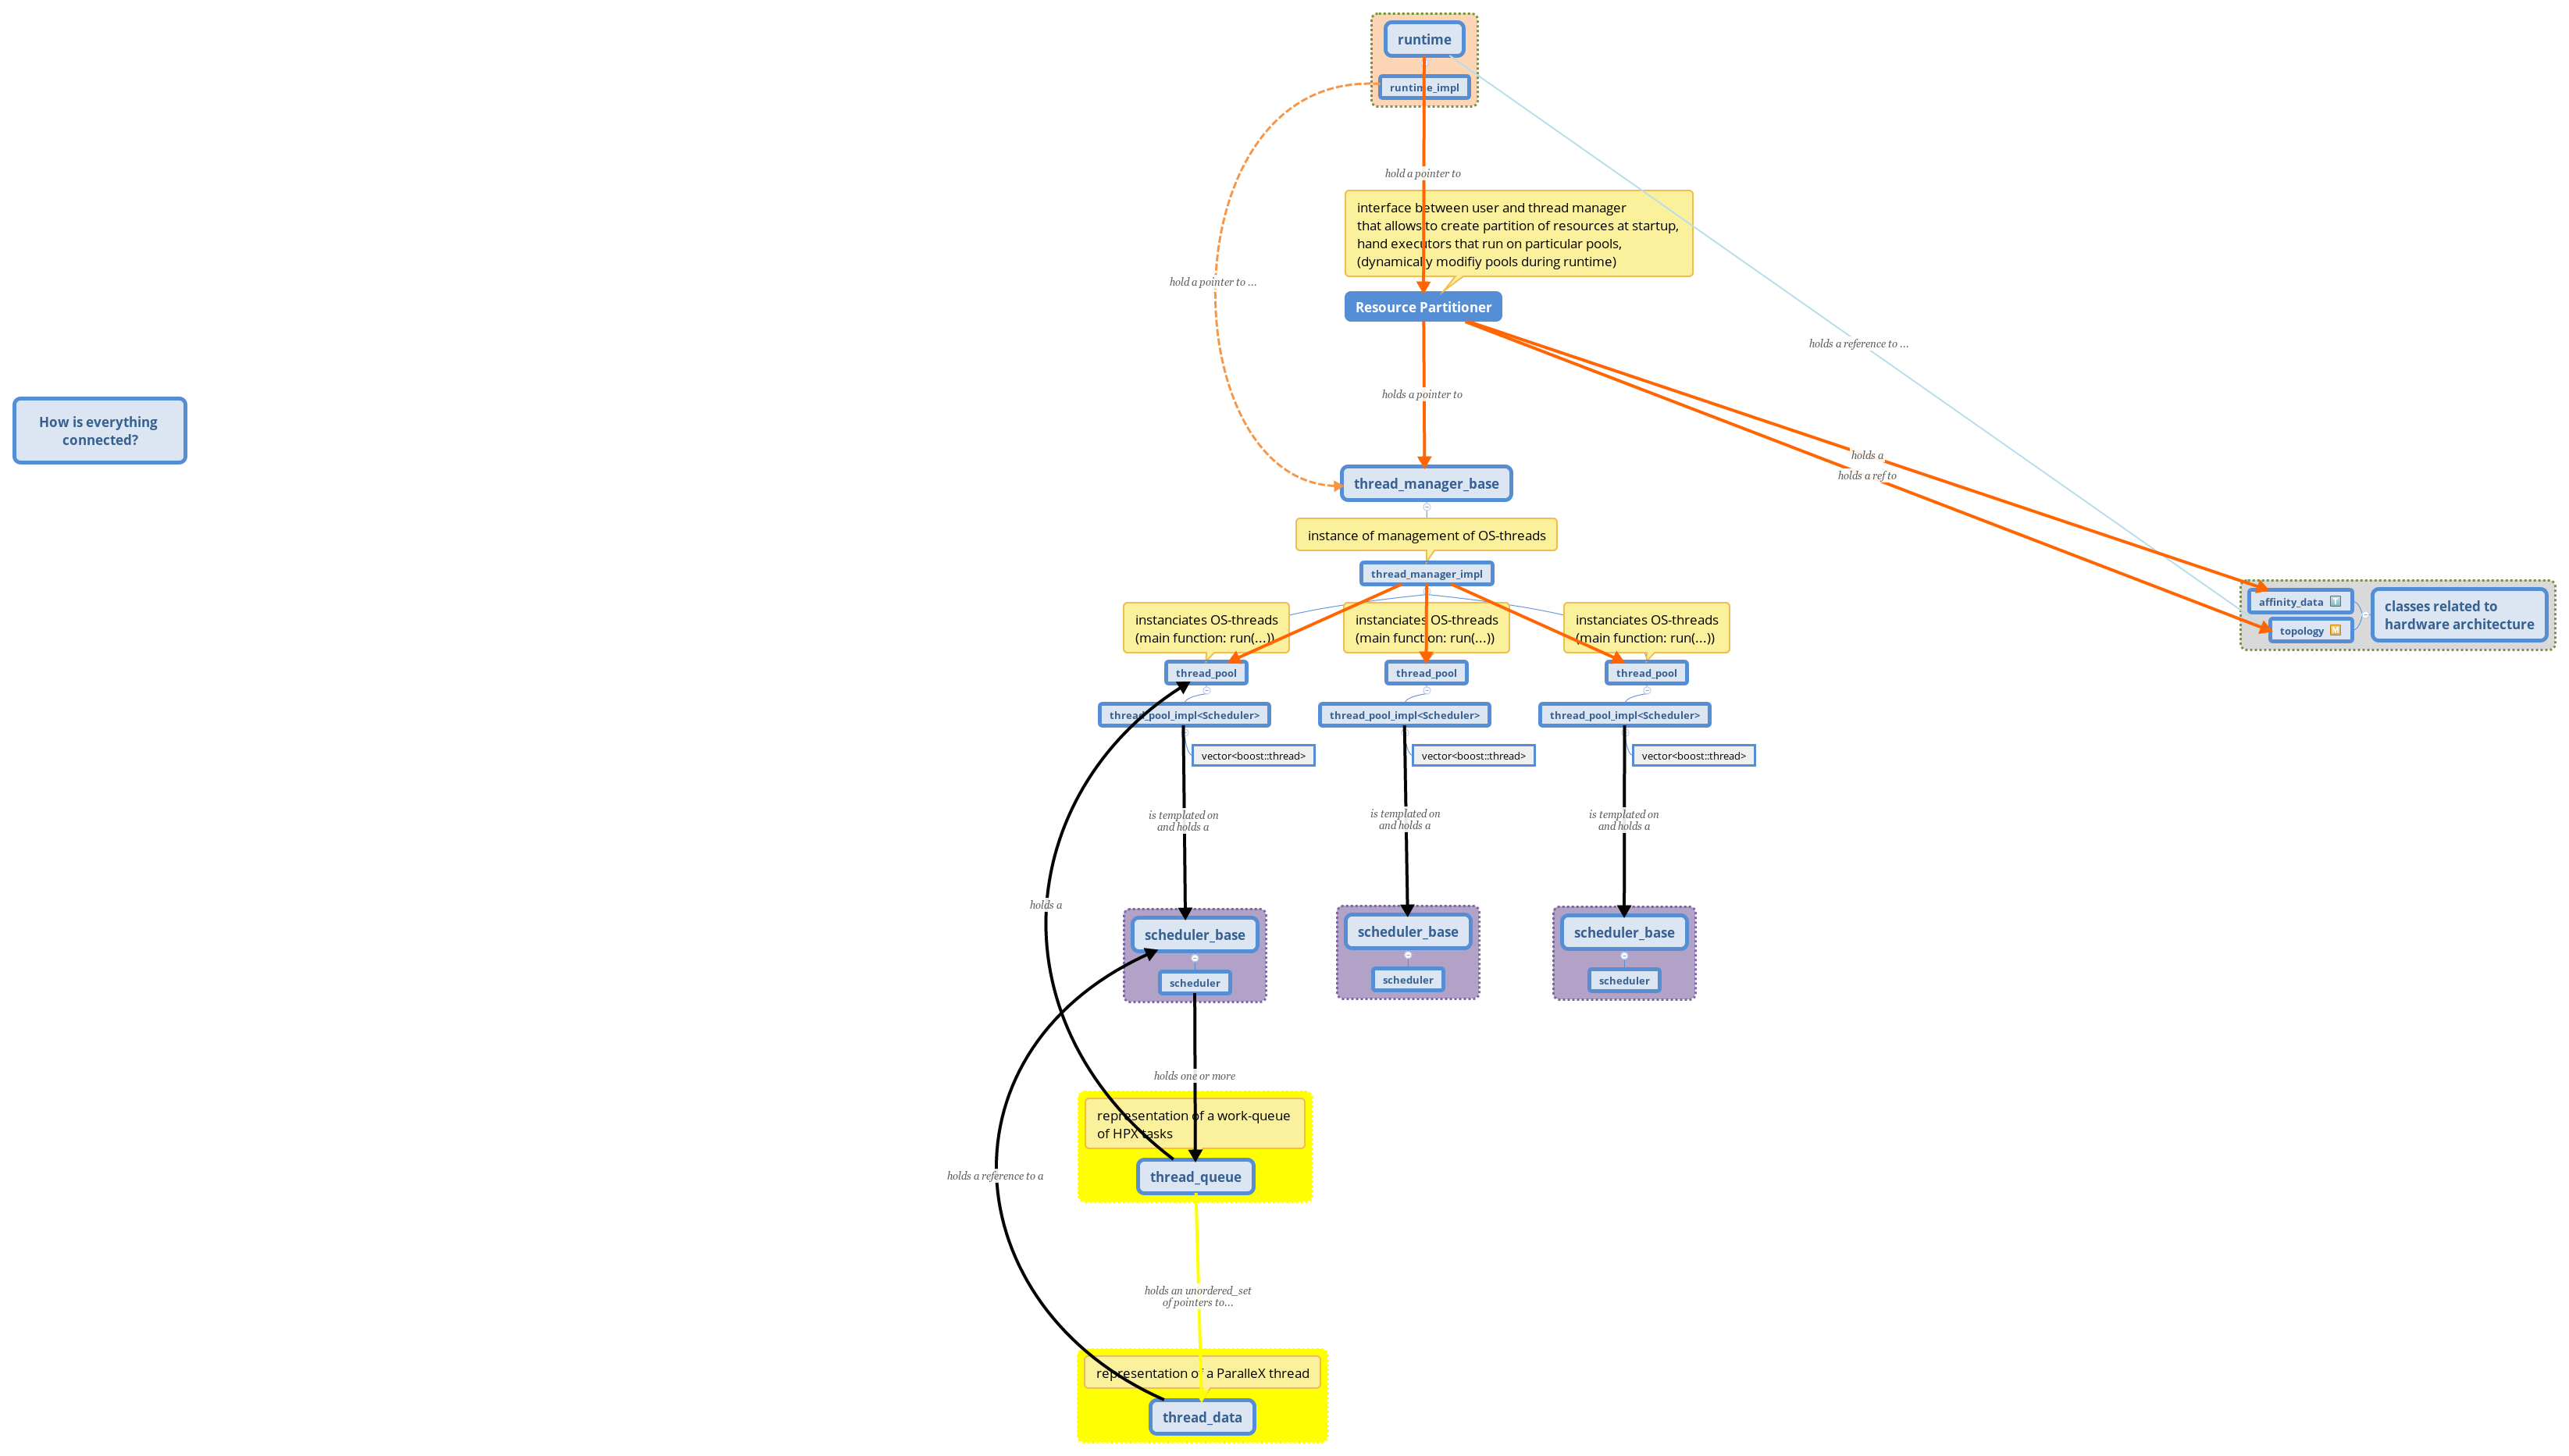 runtime
runtime_impl
hold a pointer to
interface between user and thread manager
that allows to create partition of resources at startup,
hand executors that run on particular pools,
(dynamically modifiy pools during runtime)
hold a pointer to ...
Resource Partitioner
holds a reference to ...
holds a pointer to
How is everything
connected?
holds a
holds a ref to
thread_manager_base
instance of management of OS-threads
thread_manager_impl
affinity_data
topology M
classes related to
hardware architecture
instanciates OS-threads
(main function: run(...))
instanciates OS-threads
(main function: run(...))
instanciates OS-threads
(main function: run(...))
thread_pool
thread_pool
thread_pool
thread_pool_impl<Scheduler>
thread_pool_impl<Scheduler>
thread_pool_impl<Scheduler>
vector<boost::thread>
vector<boost::thread>
vector<boost::thread>
is templated on
and holds a
is templated on
and holds a
is templated on
and holds a
holds a
scheduler_base
scheduler_base
scheduler_base
scheduler
scheduler
scheduler
holds one or more
representation of a work-queue
of HPX tasks
thread_queue
holds a reference to a
holds an unordered_set
of pointers to...
representation of a ParalleX thread
thread_data